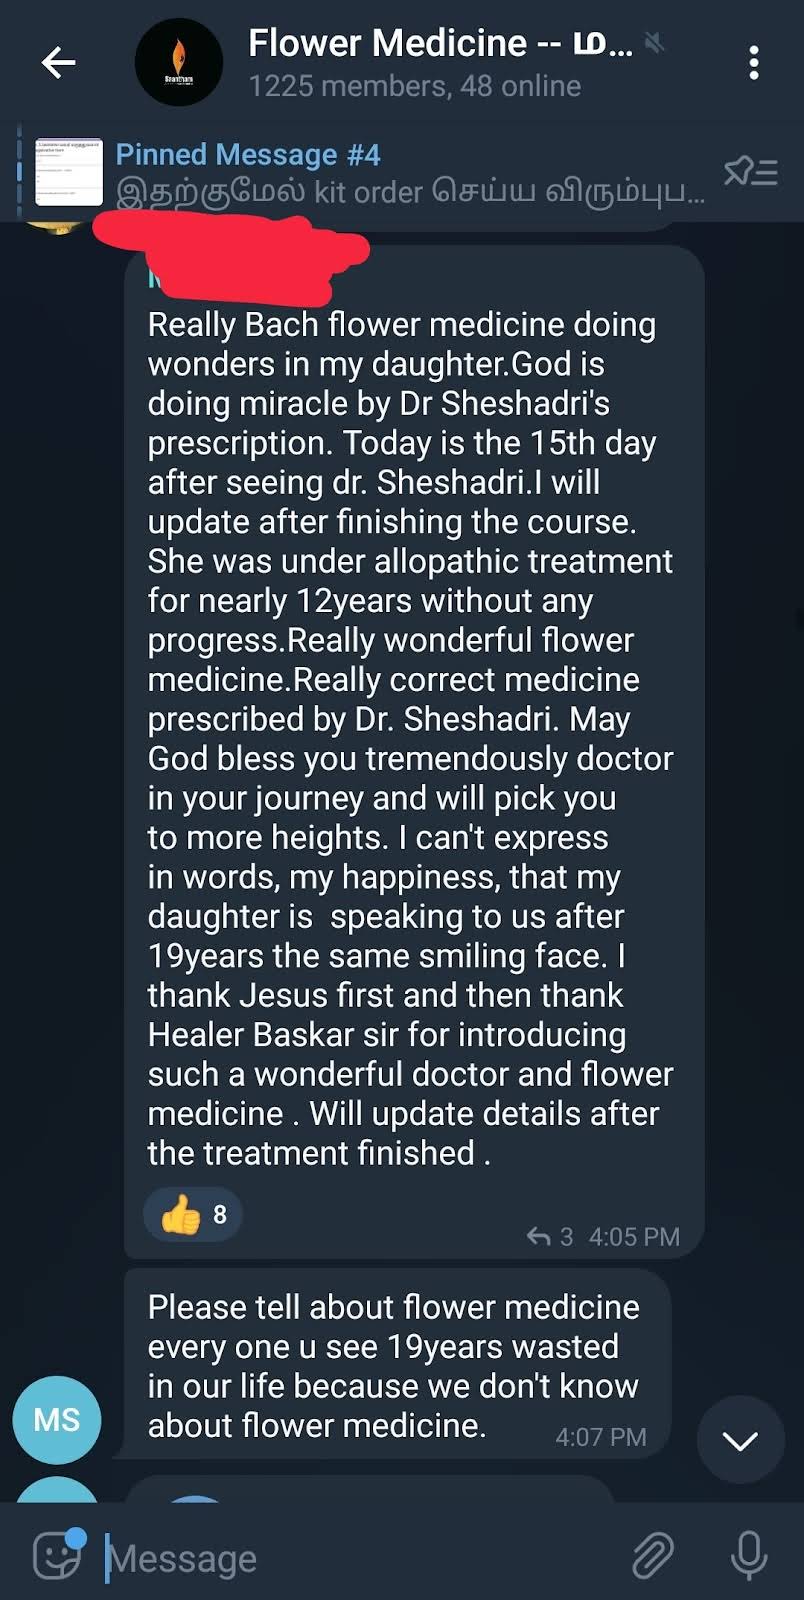 Flower Medicine -- ம...
1225 members, 48 online
Saantham
Pinned Message #4
இதற்குமேல் kit order செய்ய விரும்புப...
Really Bach flower medicine doing
wonders in my daughter.God is
doing miracle by Dr Sheshadri's
prescription. Today is the 15th day
after seeing dr. Sheshadri.I will
update after finishing the course.
She was under allopathic treatment
for nearly 12years without any
progress.Really wonderful flower
medicine.Really correct medicine
prescribed by Dr. Sheshadri. May
God bless you tremendously doctor
in your journey and will pick you
to more heights. I can't express
in words, my happiness, that my
daughter is  speaking to us after
19years the same smiling face. I
thank Jesus first and then thank
Healer Baskar sir for introducing
such a wonderful doctor and flower
medicine . Will update details after
the treatment finished .
👍 8
3 4:05 PM
Please tell about flower medicine
every one u see 19years wasted
in our life because we don't know
about flower medicine.
4:07 PM
MS
Message